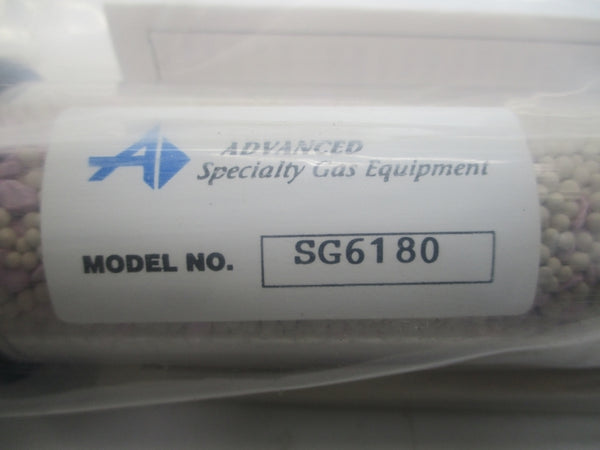 ADVANCED
Specialty Gas Equipment
MODEL NO. SG6180